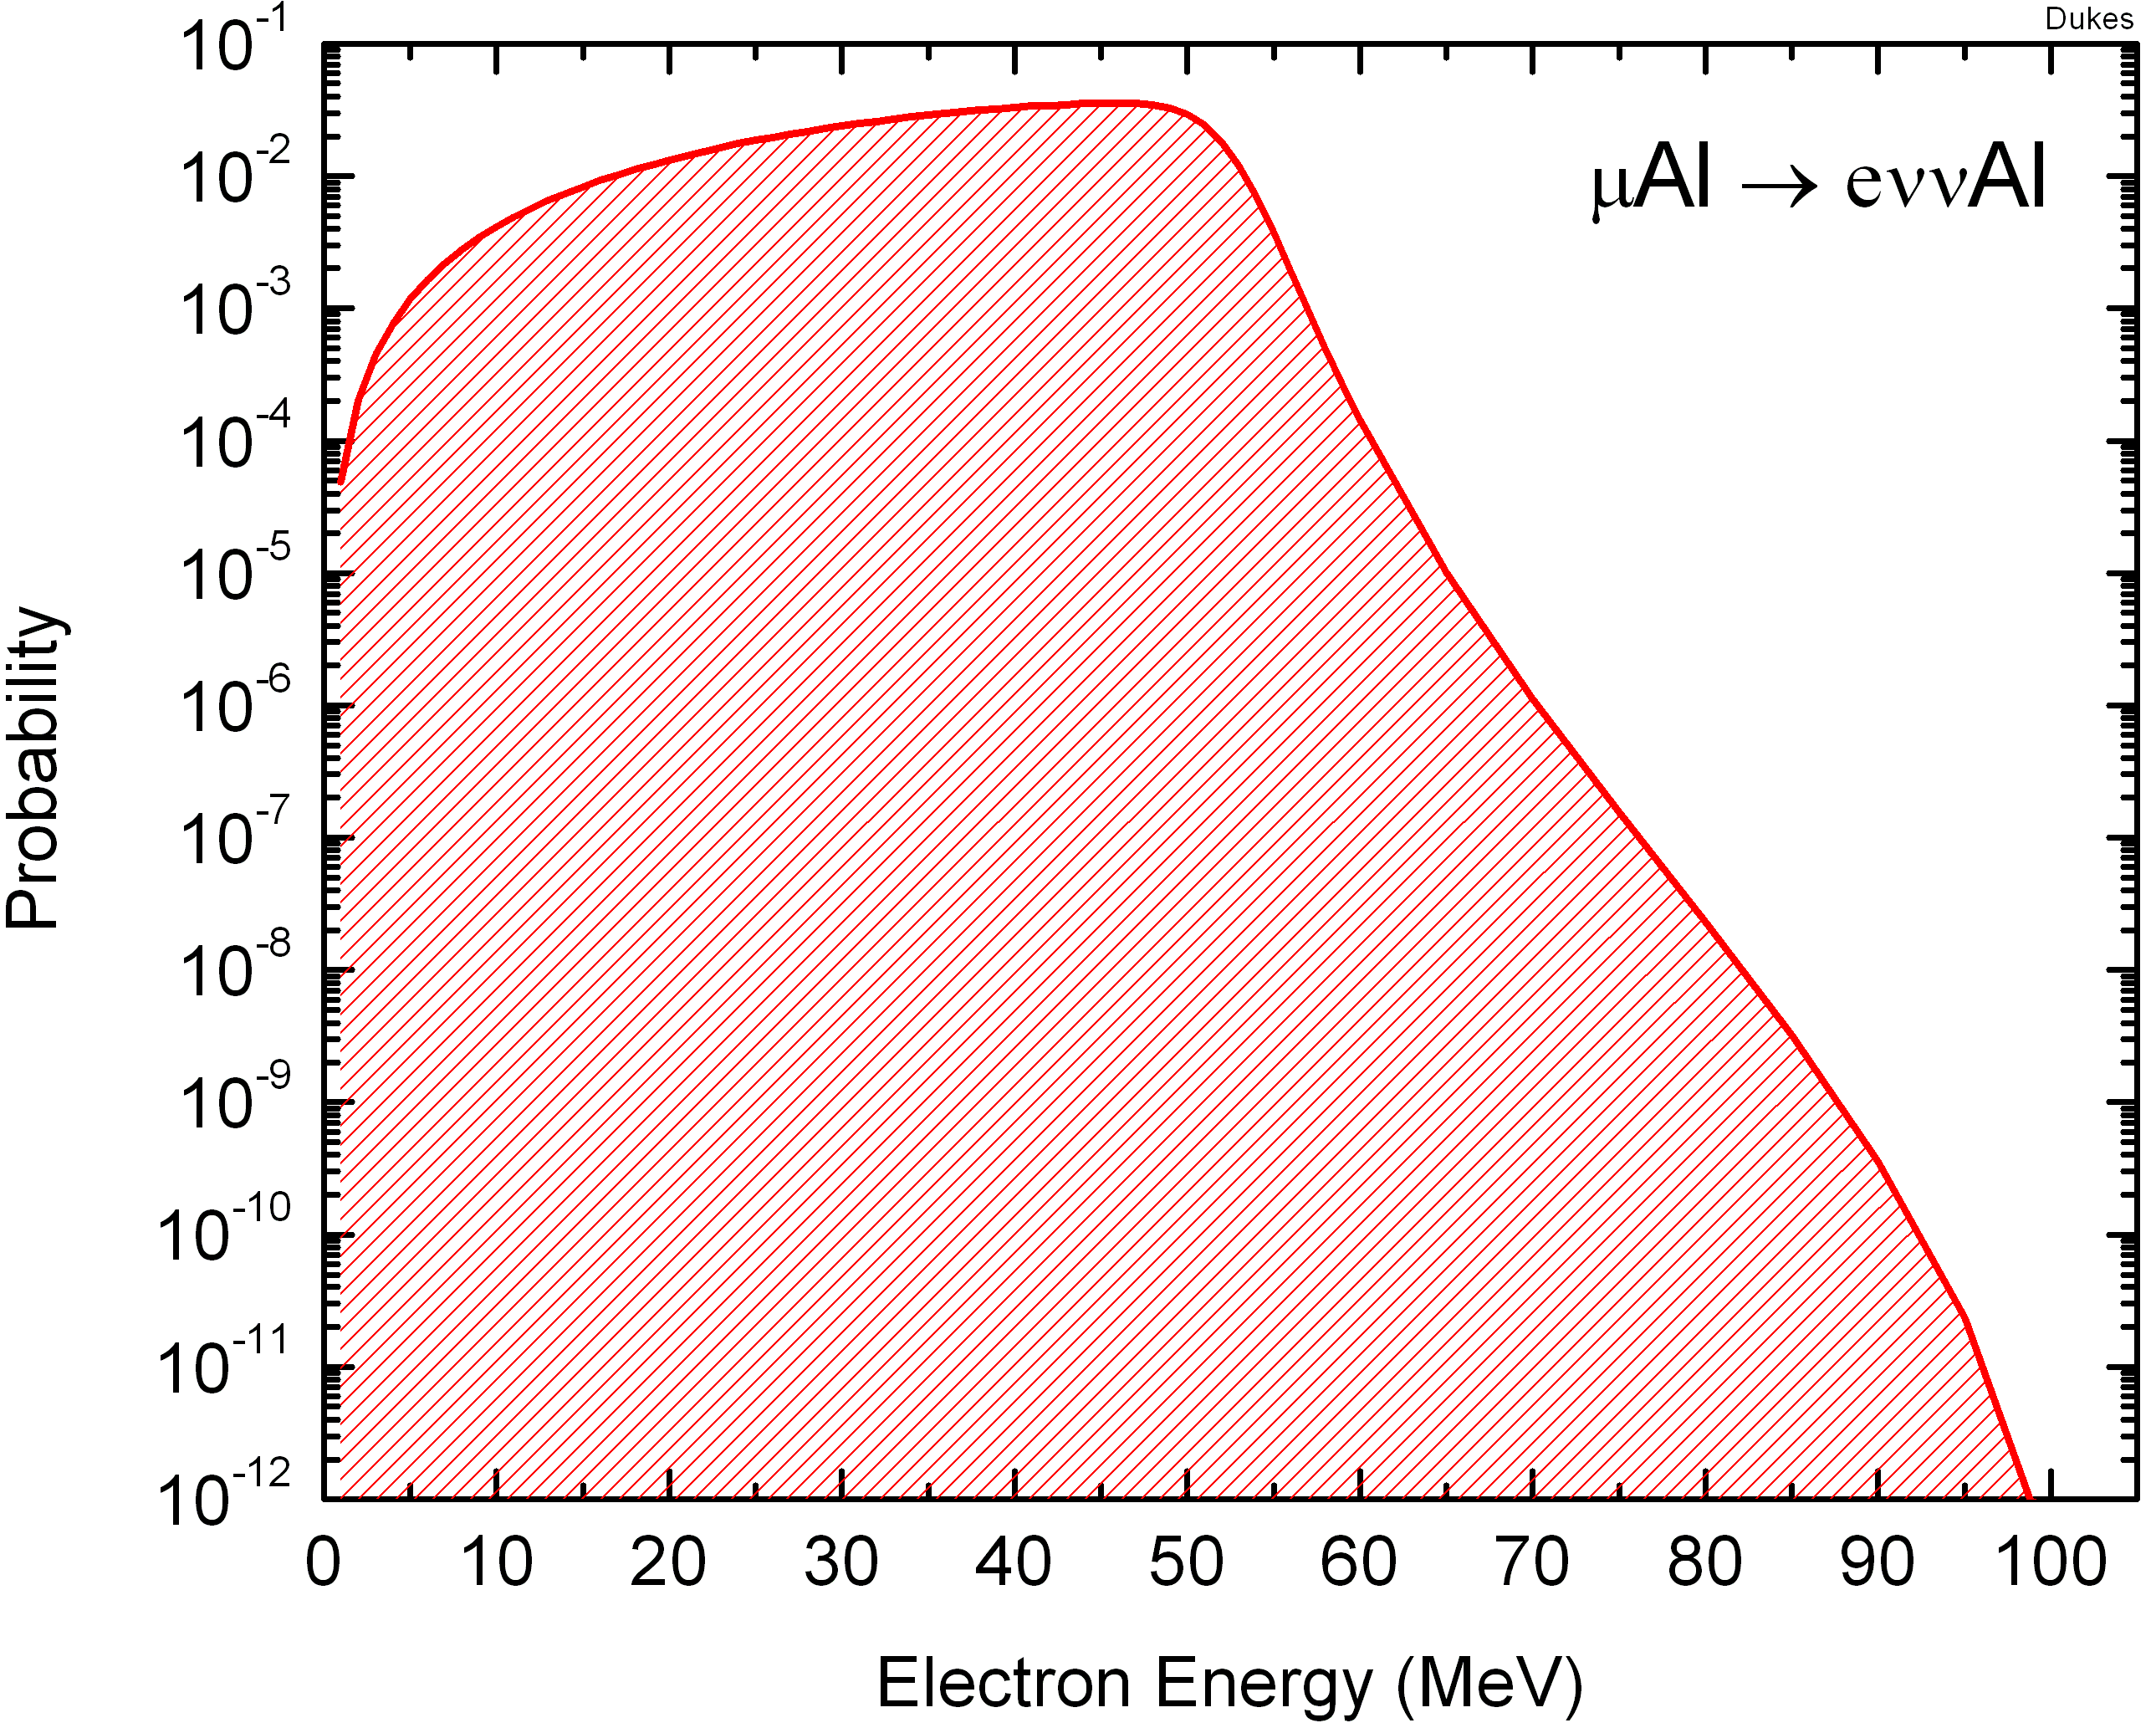 Dukes
10⁻¹
10⁻²
μAl → eννAl
10⁻³
10⁻⁴
10⁻⁵
10⁻⁶
10⁻⁷
10⁻⁸
10⁻⁹
10⁻¹⁰
10⁻¹¹
10⁻¹²
Probability
0 10 20 30 40 50 60 70 80 90 100
Electron Energy (MeV)